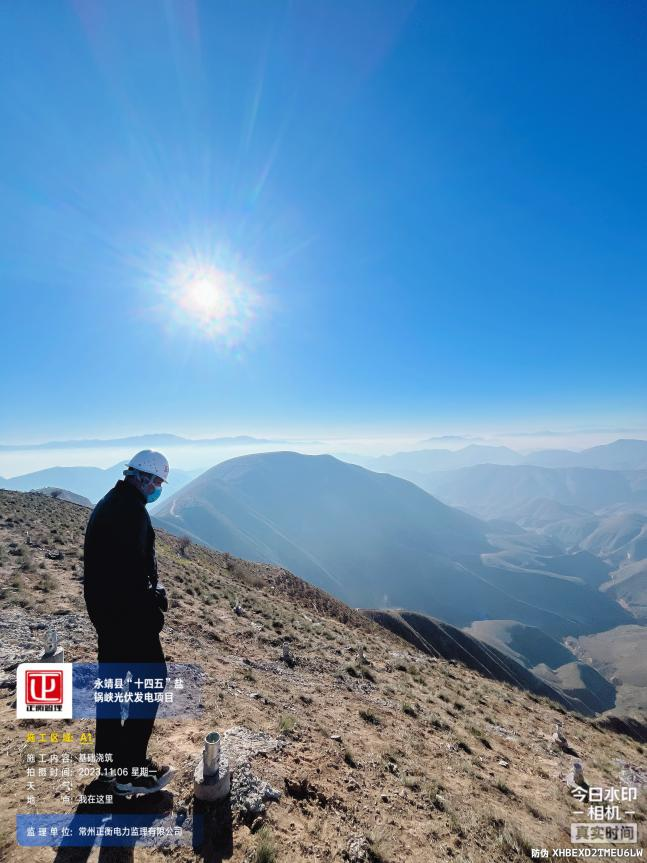 正衡监理
永靖县“十四五”盐
锅峡光伏发电项目
施工区域: A1
施工内容: 基础浇筑
拍摄时间: 2023.11.06 星期一
天 气:
地 点: 我在这里
监理单位: 常州正衡电力监理有限公司
今日水印
相机
真实时间
防伪 XHBEXD2TMEU6LW